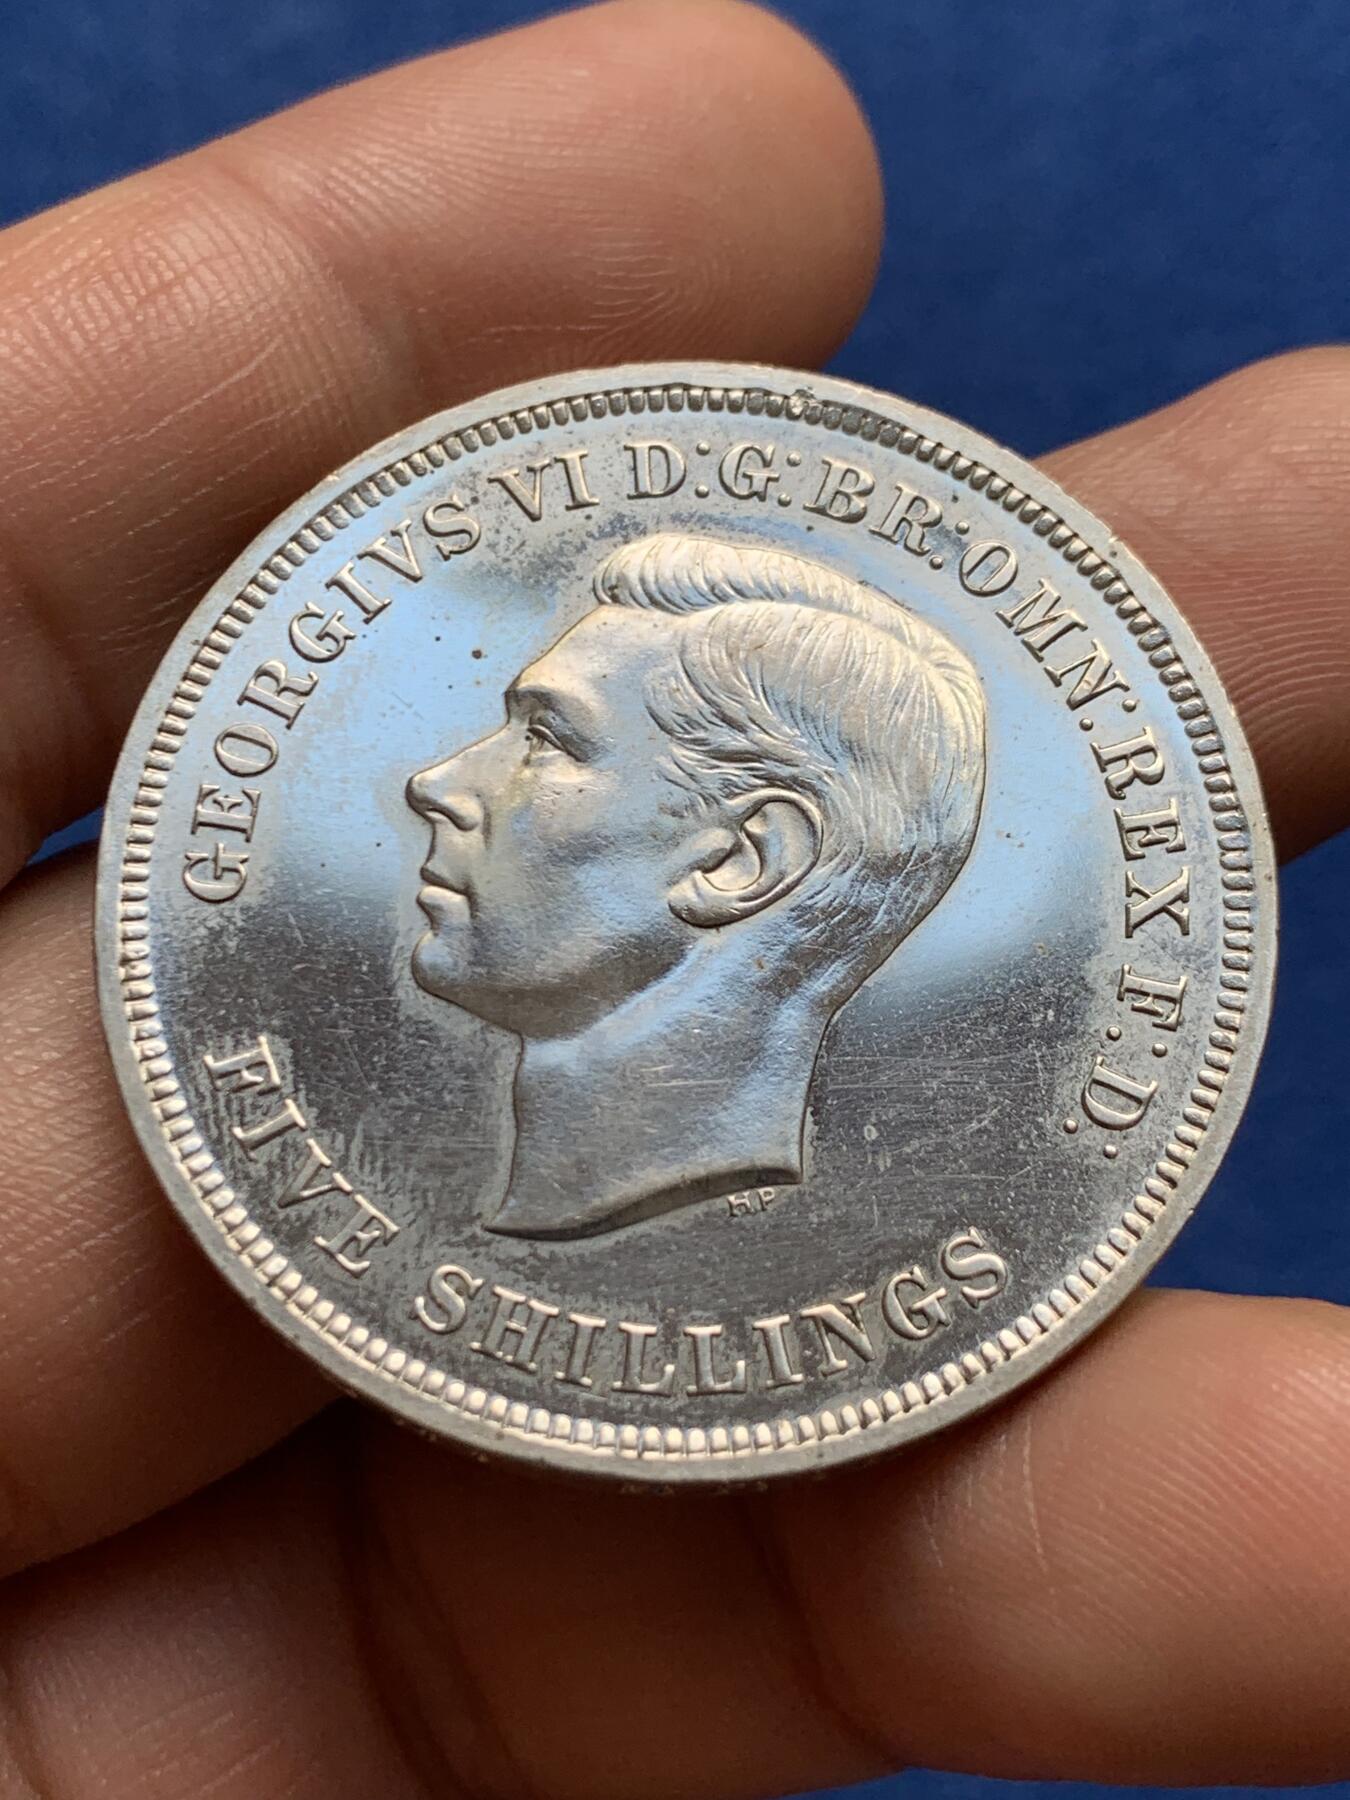 GEORGIVS VI D:G:BR:OMN:REX F:D:
HP
FIVE SHILLINGS